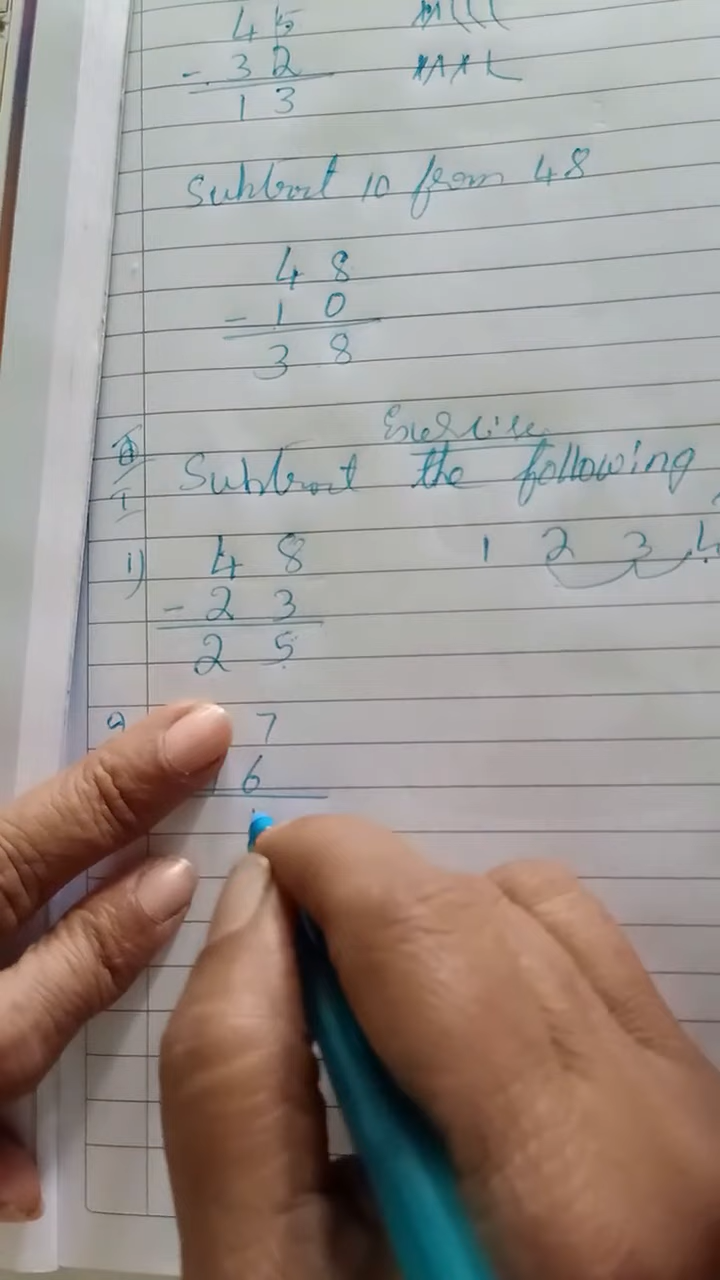 45
- 32
13
Subtract 10 from 48
48
- 10
38
Exercise
I Subtract the following
i) 48 1 2 3 4
- 23
25
7
6
1